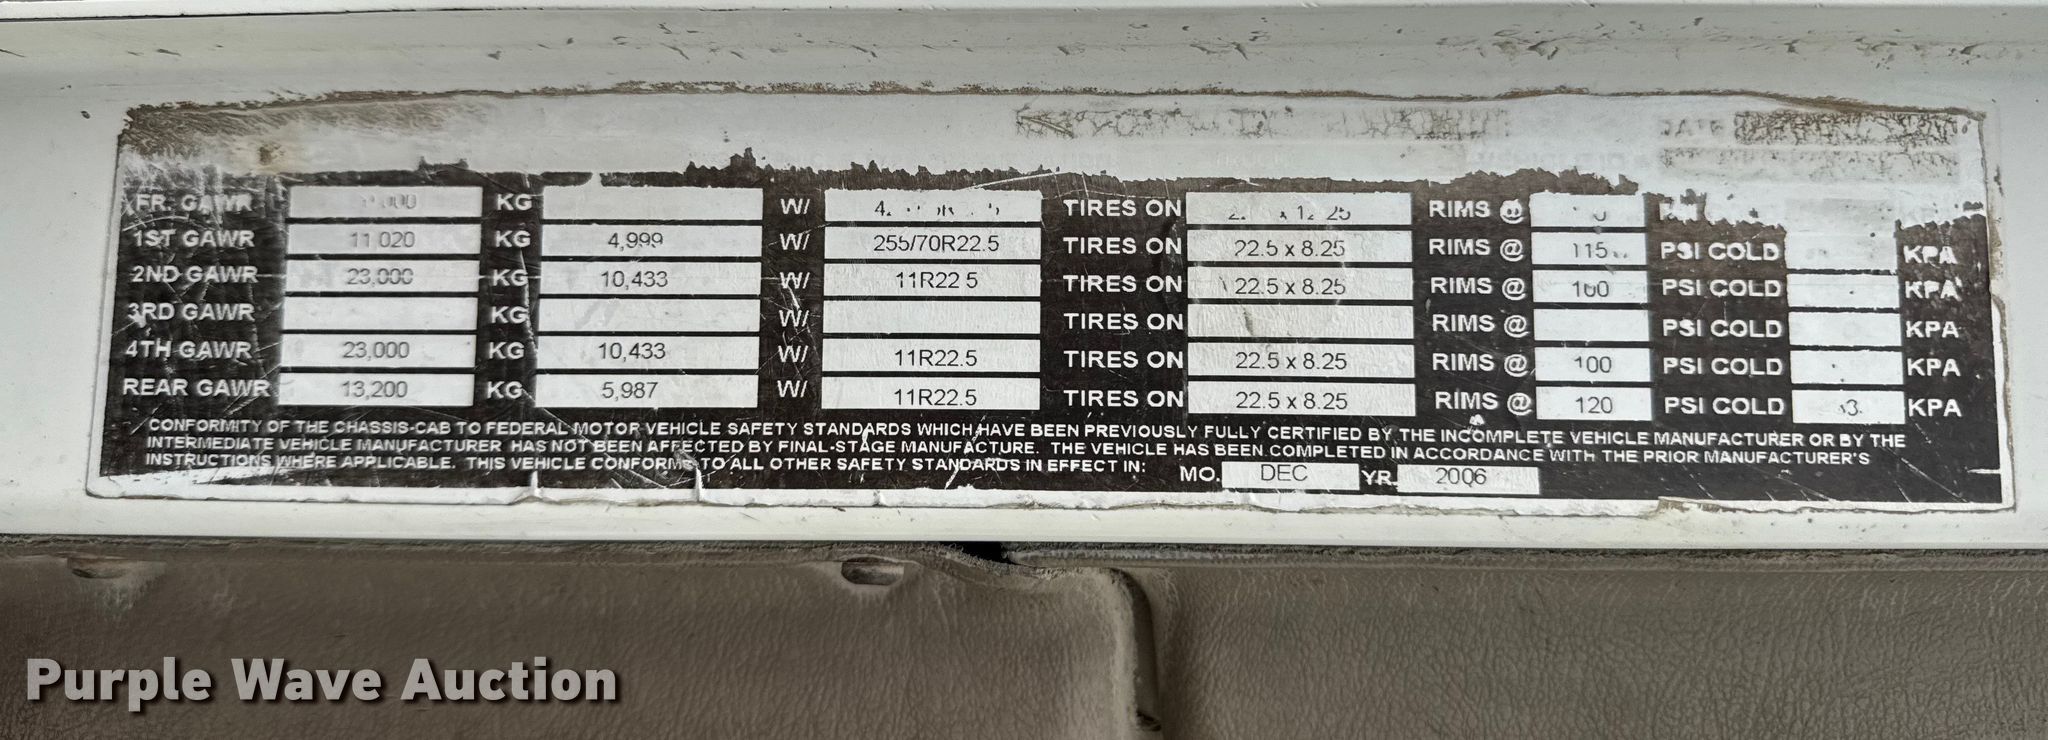 FR. GAWR KG W/ TIRES ON RIMS @
1ST GAWR 11,020 KG 4,999 W/ 255/70R22.5 TIRES ON 22.5 x 8.25 RIMS @ 115 PSI COLD KPA
2ND GAWR 23,000 KG 10,433 W/ 11R22.5 TIRES ON 22.5 x 8.25 RIMS @ 100 PSI COLD KPA
3RD GAWR KG W/ TIRES ON RIMS @ PSI COLD KPA
4TH GAWR 23,000 KG 10,433 W/ 11R22.5 TIRES ON 22.5 x 8.25 RIMS @ 100 PSI COLD KPA
REAR GAWR 13,200 KG 5,987 W/ 11R22.5 TIRES ON 22.5 x 8.25 RIMS @ 120 PSI COLD KPA
CONFORMITY OF THE CHASSIS-CAB TO FEDERAL MOTOR VEHICLE SAFETY STANDARDS WHICH HAVE BEEN PREVIOUSLY FULLY CERTIFIED BY THE INCOMPLETE VEHICLE MANUFACTURER OR BY THE
INTERMEDIATE VEHICLE MANUFACTURER HAS NOT BEEN AFFECTED BY FINAL-STAGE MANUFACTURE. THE VEHICLE HAS BEEN COMPLETED IN ACCORDANCE WITH THE PRIOR MANUFACTURER'S
INSTRUCTIONS WHERE APPLICABLE. THIS VEHICLE CONFORMS TO ALL OTHER SAFETY STANDARDS IN EFFECT IN: MO. DEC YR. 2006
Purple Wave Auction